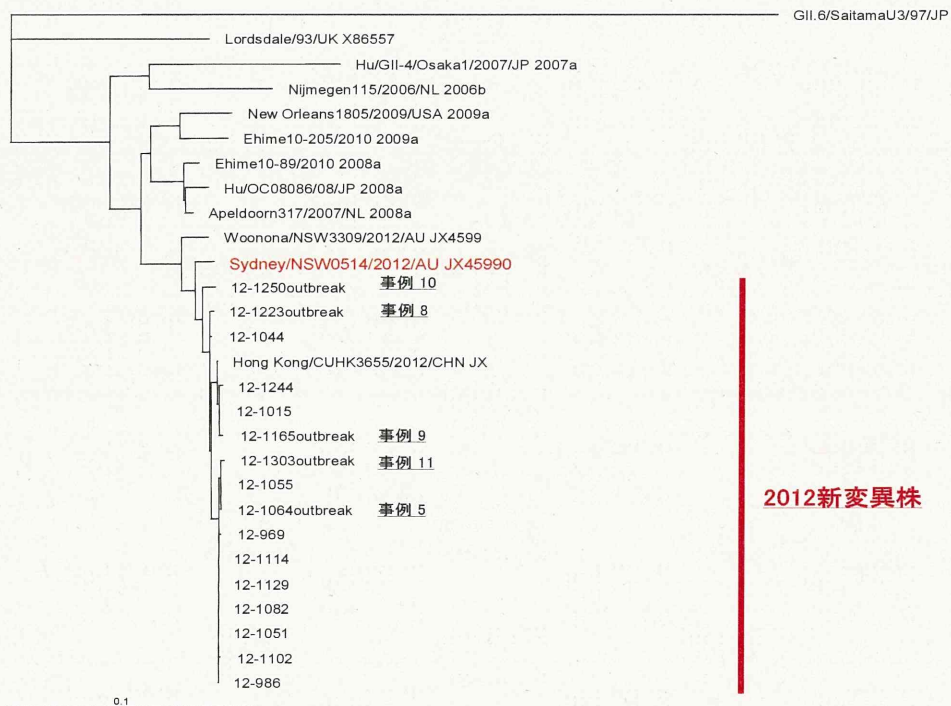 GII.6/SaitamaU3/97/JP
Lordsdale/93/UK X86557
Hu/GII-4/Osaka1/2007/JP 2007a
Nijmegen115/2006/NL 2006b
New Orleans1805/2009/USA 2009a
Ehime10-205/2010 2009a
Ehime10-89/2010 2008a
Hu/OC08086/08/JP 2008a
Apeldoorn317/2007/NL 2008a
Woonona/NSW3309/2012/AU JX4599
Sydney/NSW0514/2012/AU JX45990
12-1250outbreak 事例 10
12-1223outbreak 事例 8
12-1044
Hong Kong/CUHK3655/2012/CHN JX
12-1244
12-1015
12-1165outbreak 事例 9
12-1303outbreak 事例 11
12-1055
2012新変異株
12-1064outbreak 事例 5
12-969
12-1114
12-1129
12-1082
12-1051
12-1102
12-986
0.1